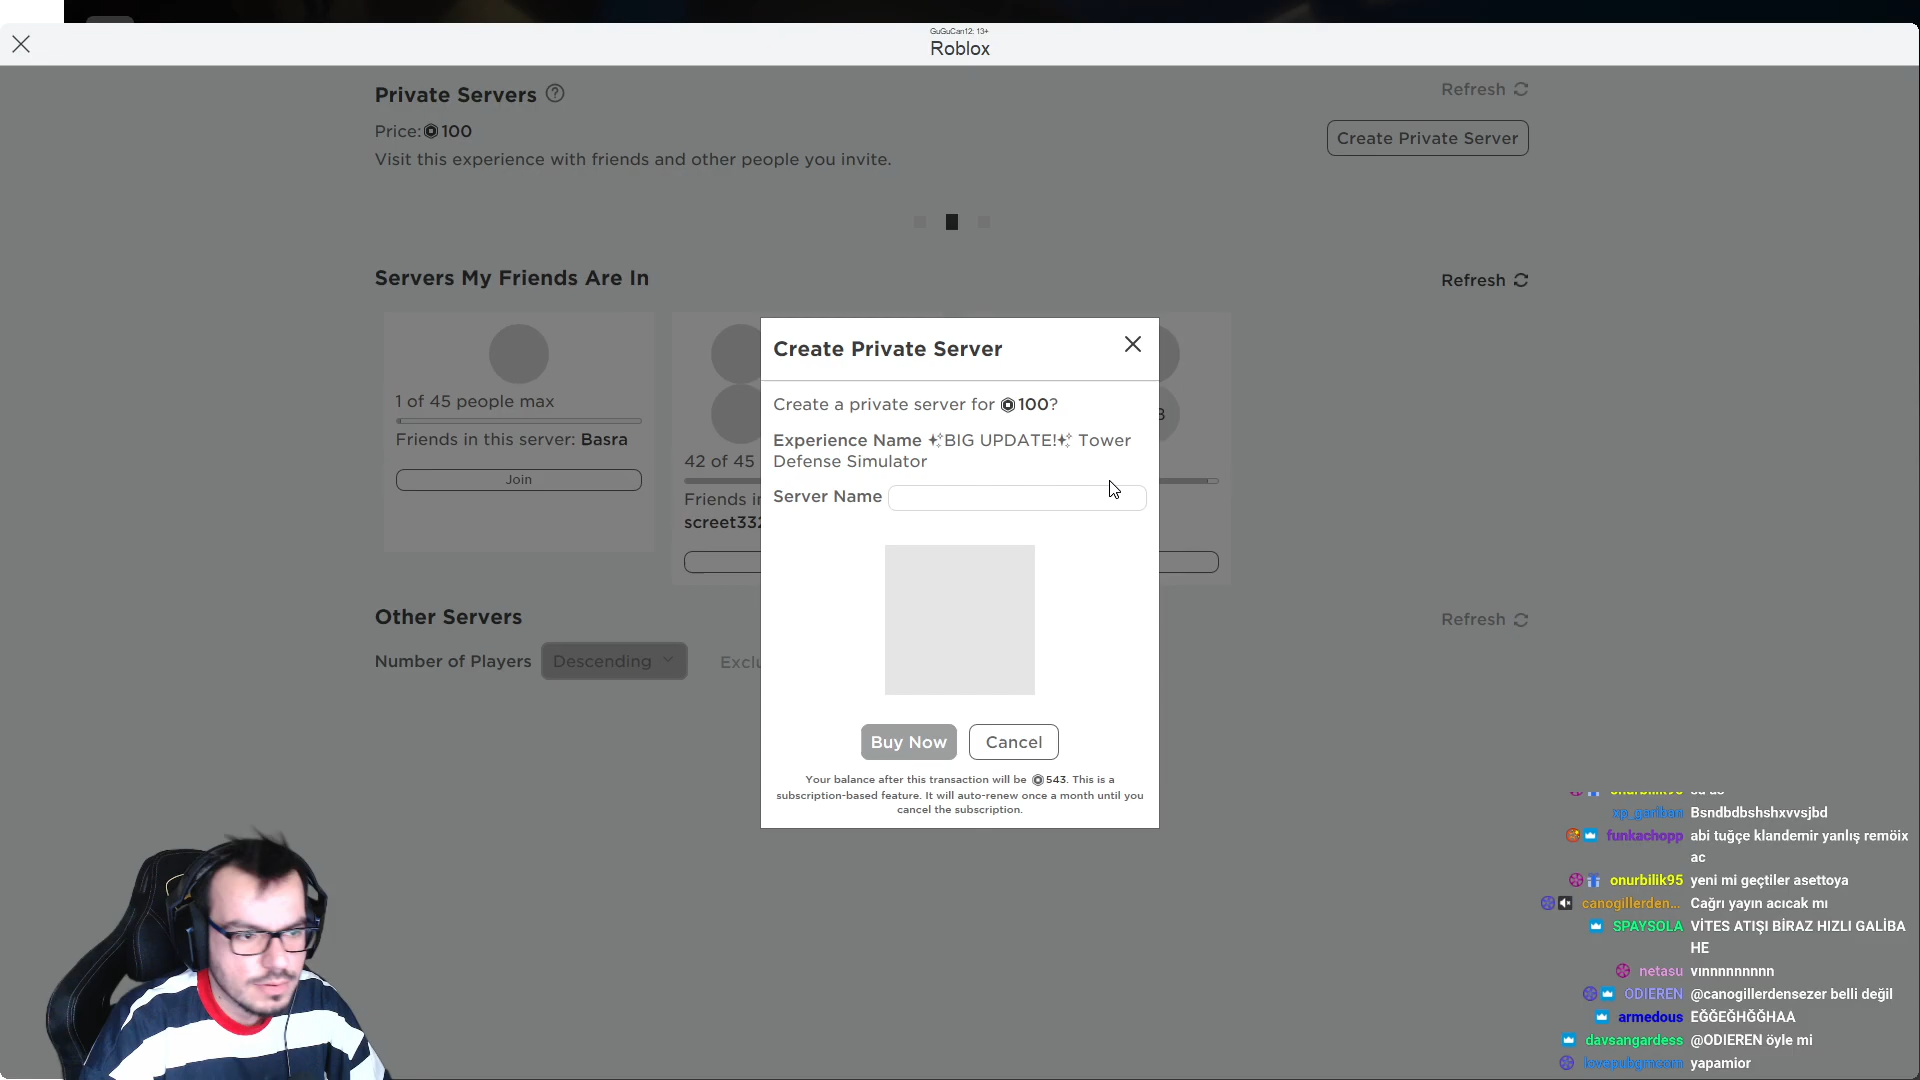 GuGuCan12: 13+
Roblox
Private Servers
Refresh
Price: 100
Create Private Server
Visit this experience with friends and other people you invite.
Servers My Friends Are In
Refresh
1 of 45 people max
Friends in this server: Basra
Join
42 of 45
screet332
Create Private Server
Create a private server for 100?
Experience Name ✨BIG UPDATE!✨ Tower
Defense Simulator
Server Name
Buy Now
Cancel
Your balance after this transaction will be 543. This is a
subscription-based feature. It will auto-renew once a month until you
cancel the subscription.
Other Servers
Refresh
Number of Players
Descending
Bsndbdbshshxvvsjbd
funkachopp abi tuğçe klandemir yanlış remöix
ac
onurbilik95 yeni mi geçtiler asettoya
canogillerden... Cağrı yayın acıcak mı
SPAYSOLA VİTES ATIŞI BİRAZ HIZLI GALİBA
HE
netasu vınnnnnnnnn
ODIEREN @canogillerdensezer belli değil
armedous EĞĞEĞHĞĞHAA
davsangardess @ODIEREN öyle mi
yapamior